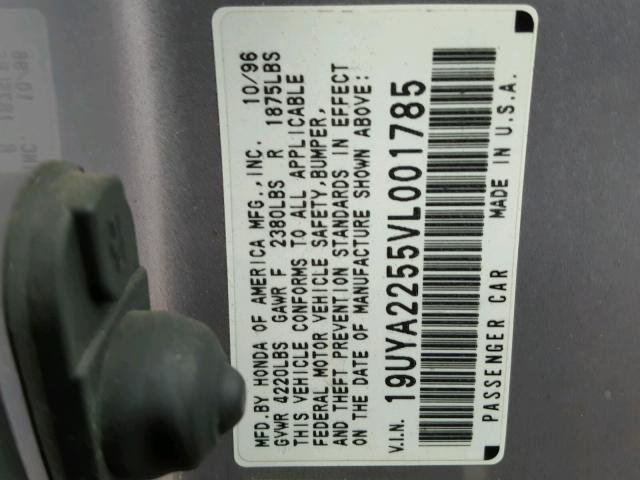 MFD.BY HONDA OF AMERICA MFG.,INC. 10/96
GVWR 4220LBS GAWR F 2380LBS R 1875LBS
THIS VEHICLE CONFORMS TO ALL APPLICABLE
FEDERAL MOTOR VEHICLE SAFETY,BUMPER,
AND THEFT PREVENTION STANDARDS IN EFFECT
ON THE DATE OF MANUFACTURE SHOWN ABOVE:
V.I.N. 19UYA2255VL001785
PASSENGER CAR MADE IN U.S.A.